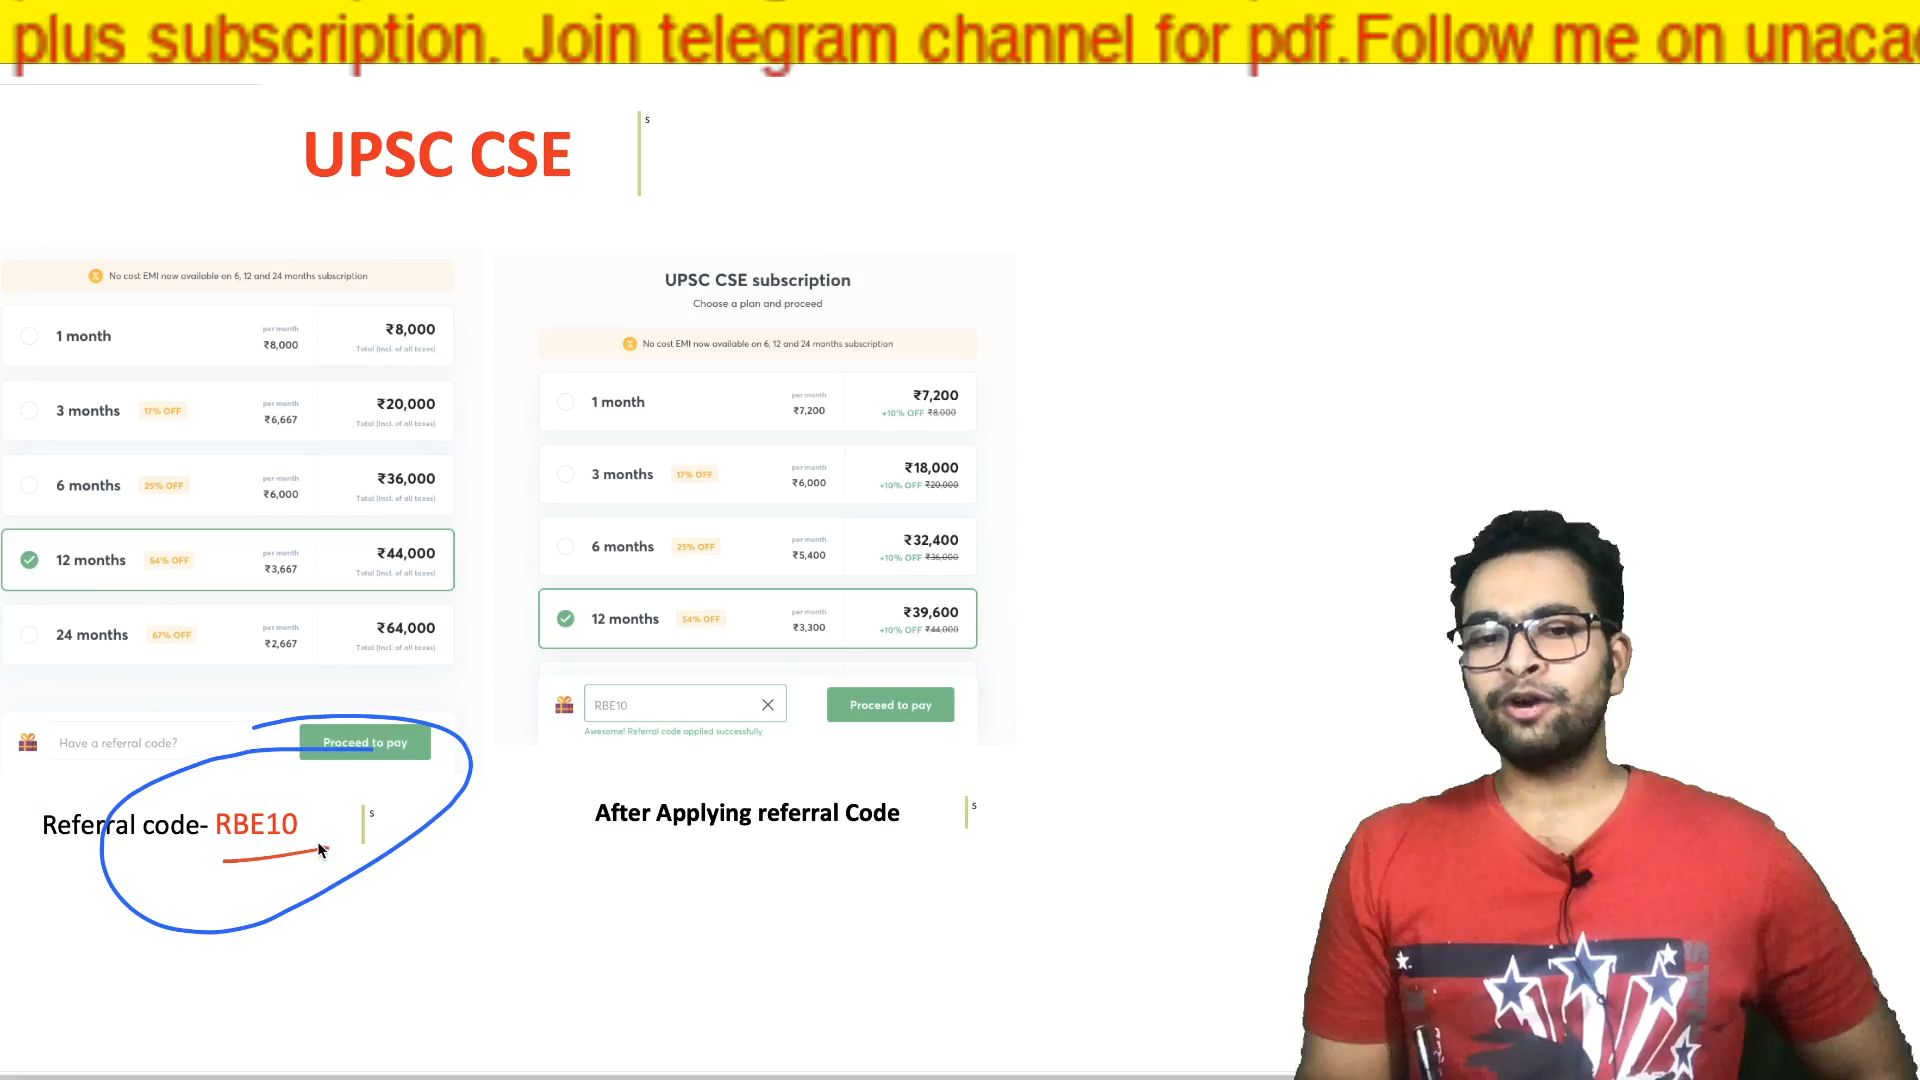 plus subscription. Join telegram channel for pdf.Follow me on unaca
UPSC CSE
s
No cost EMI now available on 6, 12 and 24 months subscription
1 month
per month
₹8,000
₹8,000
Total (Incl. of all taxes)
3 months
17% OFF
per month
₹6,667
₹20,000
Total (Incl. of all taxes)
6 months
25% OFF
per month
₹6,000
₹36,000
Total (Incl. of all taxes)
12 months
54% OFF
per month
₹3,667
₹44,000
Total (Incl. of all taxes)
24 months
67% OFF
per month
₹2,667
₹64,000
Total (Incl. of all taxes)
Have a referral code?
Proceed to pay
Referral code- RBE10
s
UPSC CSE subscription
Choose a plan and proceed
No cost EMI now available on 6, 12 and 24 months subscription
1 month
per month
₹7,200
₹7,200
+10% OFF ₹8,000
3 months
17% OFF
per month
₹6,000
₹18,000
+10% OFF ₹20,000
6 months
25% OFF
per month
₹5,400
₹32,400
+10% OFF ₹36,000
12 months
54% OFF
per month
₹3,300
₹39,600
+10% OFF ₹44,000
RBE10
Proceed to pay
Awesome! Referral code applied successfully
After Applying referral Code
s